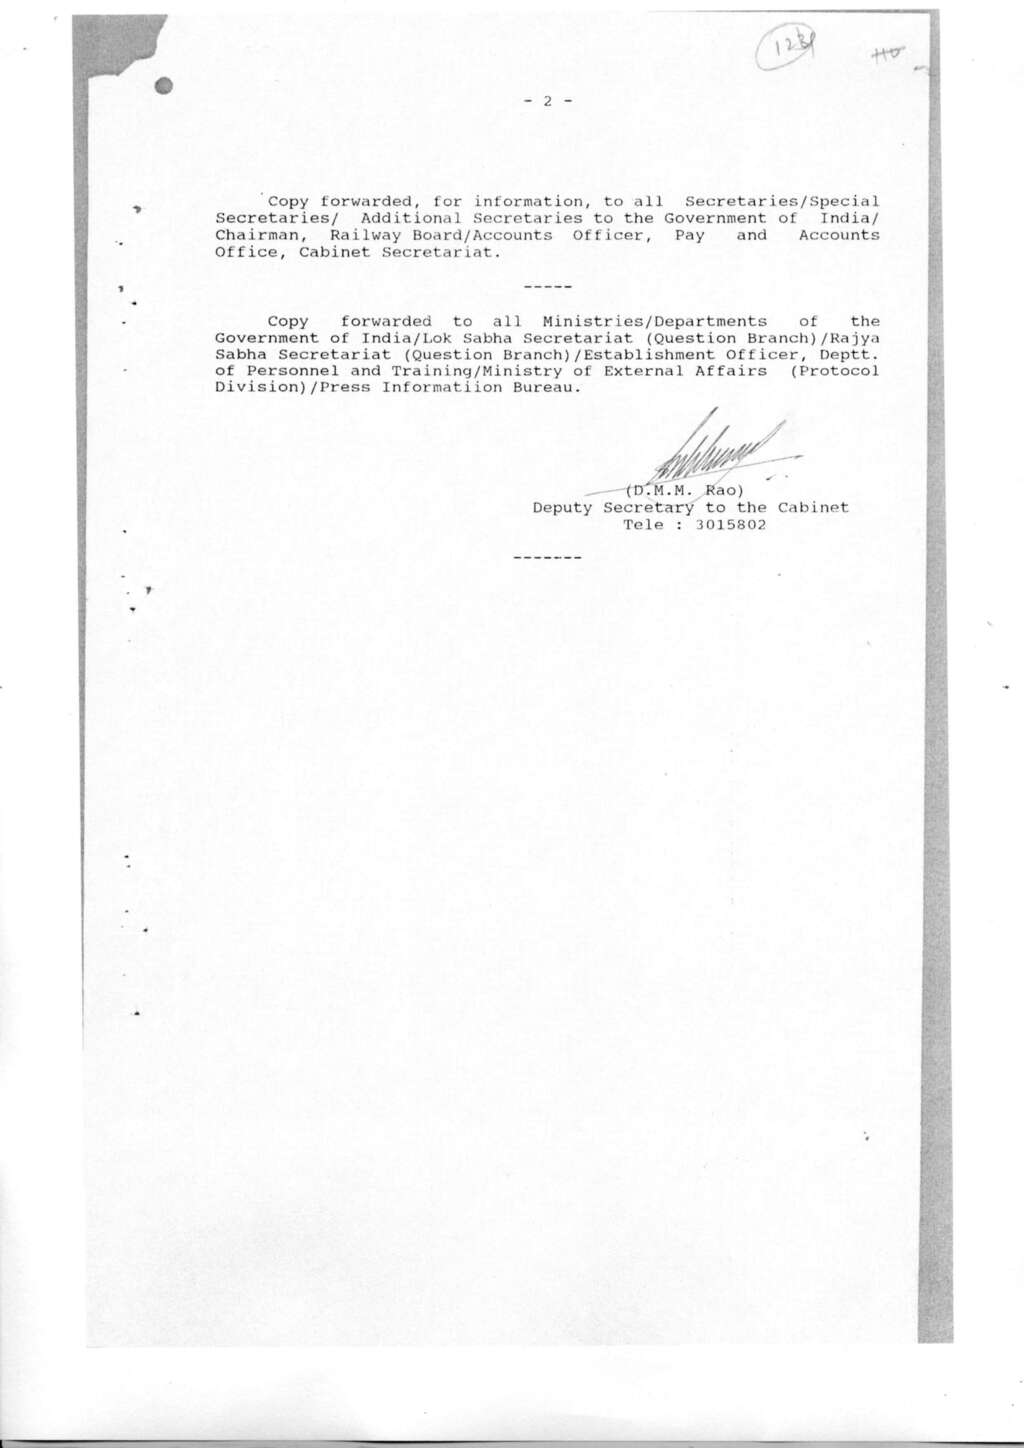 - 2 -
Copy forwarded, for information, to all Secretaries/Special
Secretaries/ Additional Secretaries to the Government of India/
Chairman, Railway Board/Accounts Officer, Pay and Accounts
Office, Cabinet Secretariat.
-----
Copy forwarded to all Ministries/Departments of the
Government of India/Lok Sabha Secretariat (Question Branch)/Rajya
Sabha Secretariat (Question Branch)/Establishment Officer, Deptt.
of Personnel and Training/Ministry of External Affairs (Protocol
Division)/Press Informatiion Bureau.
(D.M.M. Rao)
Deputy Secretary to the Cabinet
Tele : 3015802
-------